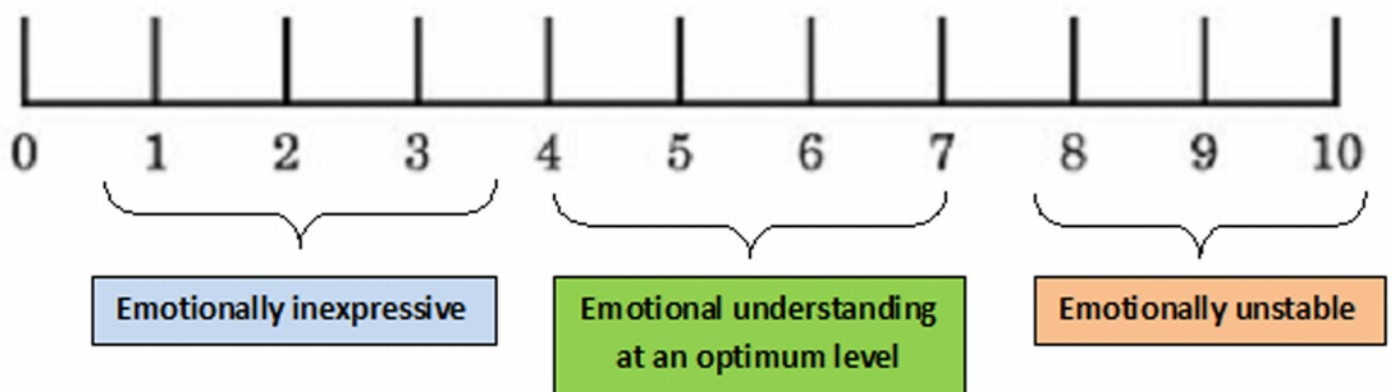 0 1 2 3 4 5 6 7 8 9 10
Emotionally inexpressive
Emotional understanding
at an optimum level
Emotionally unstable